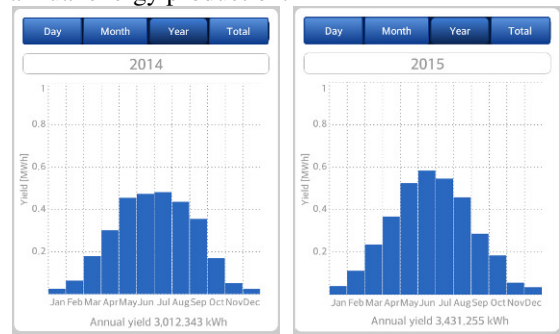 Day Month Year Total
2014
1
0.8
0.6
0.4
0.2
Yield [MWh]
Jan Feb Mar Apr May Jun Jul Aug Sep Oct Nov Dec
Annual yield 3,012.343 kWh
Day Month Year Total
2015
1
0.8
0.6
0.4
0.2
Yield [MWh]
Jan Feb Mar Apr May Jun Jul Aug Sep Oct Nov Dec
Annual yield 3,431.255 kWh